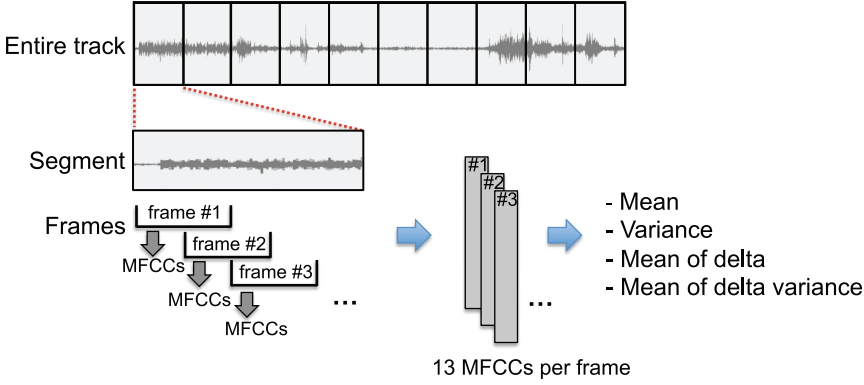 Entire track
Segment
Frames
frame #1
frame #2
frame #3
MFCCs
MFCCs
MFCCs
...
#1
#2
#3
...
13 MFCCs per frame
- Mean
- Variance
- Mean of delta
- Mean of delta variance